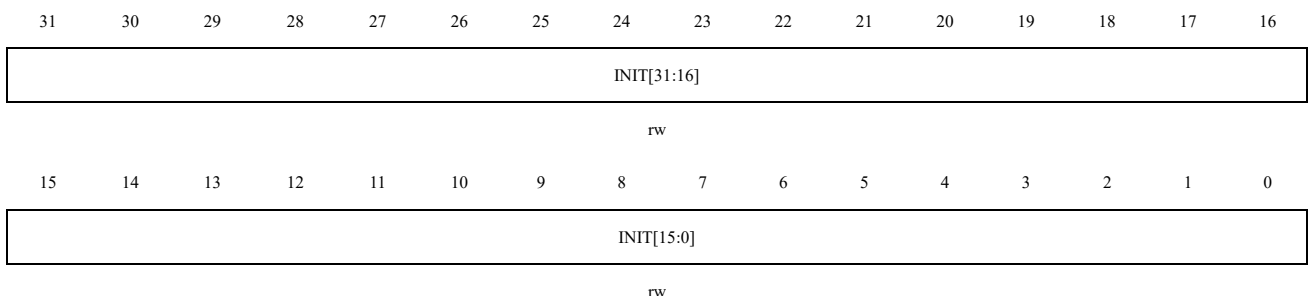 31 30 29 28 27 26 25 24 23 22 21 20 19 18 17 16
INIT[31:16]
rw
15 14 13 12 11 10 9 8 7 6 5 4 3 2 1 0
INIT[15:0]
rw